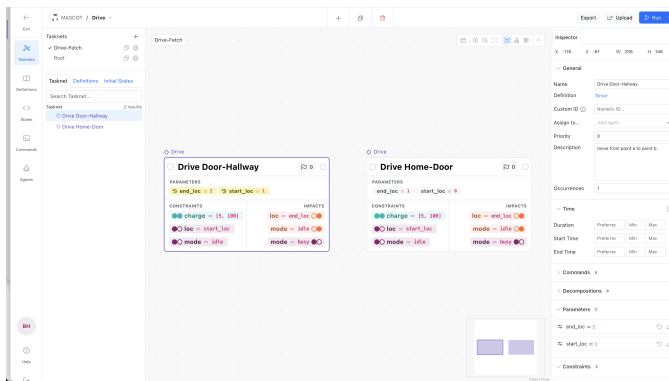 MASCOT / Drive
Export
Upload
Run
Exit
Tasknets
Definitions
States
Commands
Agents
BH
Help
Tasknets
Drive-Fetch
Root
Tasknet Definitions Initial States
Search Tasknet...
Tasknet 2 results
Drive Door-Hallway
Drive Home-Door
Drive-Fetch
Drive
Drive Door-Hallway 0
PARAMETERS
end_loc = 2 start_loc = 1
CONSTRAINTS IMPACTS
charge = [5, 100] loc = end_loc
loc = start_loc mode = idle
mode = idle mode = busy
Drive
Drive Home-Door 0
PARAMETERS
end_loc = 1 start_loc = 0
CONSTRAINTS IMPACTS
charge = [5, 100] loc = end_loc
loc = start_loc mode = idle
mode = idle mode = busy
React Flow
Inspector
X -116 Y -61 W 256 H 146
General
Name Drive Door-Hallway
Definition 'Drive'
Custom ID Numeric ID...
Assign to... Add agent...
Priority 0
Description move from point a to point b
Occurrences 1
Time
Duration Preferred Min Max
Start Time Preferred Min Max
End Time Preferred Min Max
Commands
Decompositions
Parameters 2
end_loc = 2
start_loc = 1
Constraints